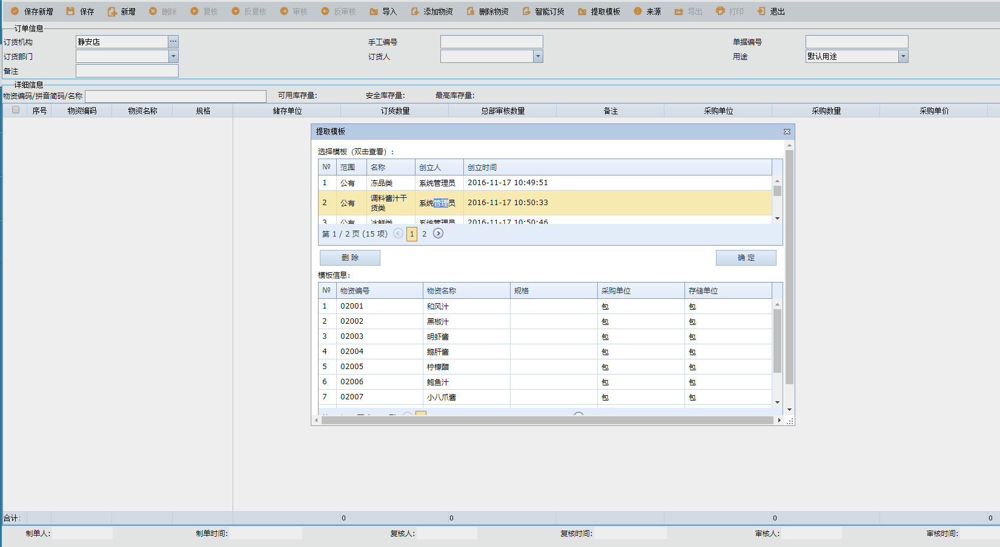 保存新增 保存 新增 删除 复核 反复核 审核 反审核 导入 添加物资 删除物资 智能订货 提取模板 来源 导出 打印 退出
订单信息
订货机构 静安店 ... 手工编号 单据编号
订货部门 订货人 用途 默认用途
备注
详细信息
物资编码/拼音简码/名称 可用库存量: 安全库存量: 最高库存量:
序号 物资编码 物资名称 规格 储存单位 订货数量 总部审核数量 备注 采购单位 采购数量 采购单价
提取模板
选择模板（双击查看）:
Nº 范围 名称 创立人 创立时间
1 公有 冻品类 系统管理员 2016-11-17 10:49:51
2 公有 调料酱汁干货类 系统管理员 2016-11-17 10:50:33
3 公有 冰鲜类 系统管理员 2016-11-17 10:50:46
第 1 / 2 页 (15 项) 1 2
删 除 确 定
模板信息:
Nº 物资编号 物资名称 规格 采购单位 存储单位
1 02001 和风汁 包 包
2 02002 黑椒汁 包 包
3 02003 明虾酱 包 包
4 02004 鹅肝酱 包 包
5 02005 柠檬醋 包 包
6 02006 鲍鱼汁 包 包
7 02007 小八爪酱 包 包
合计: 0 0 0 0
制单人: 制单时间: 复核人: 复核时间: 审核人: 审核时间: